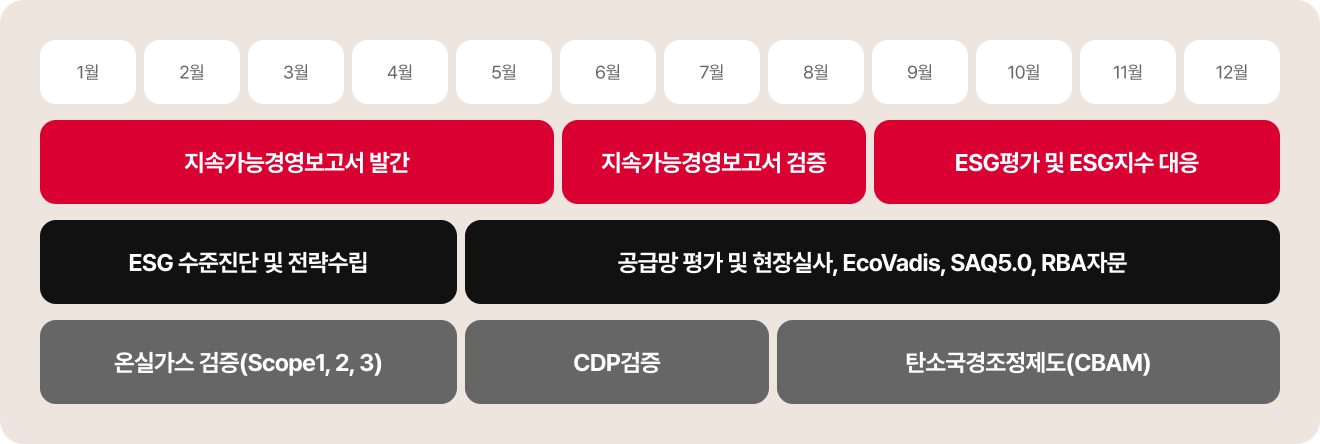 1월 2월 3월 4월 5월 6월 7월 8월 9월 10월 11월 12월
지속가능경영보고서 발간 지속가능경영보고서 검증 ESG평가 및 ESG지수 대응
ESG 수준진단 및 전략수립 공급망 평가 및 현장실사, EcoVadis, SAQ5.0, RBA자문
온실가스 검증(Scope1, 2, 3) CDP검증 탄소국경조정제도(CBAM)